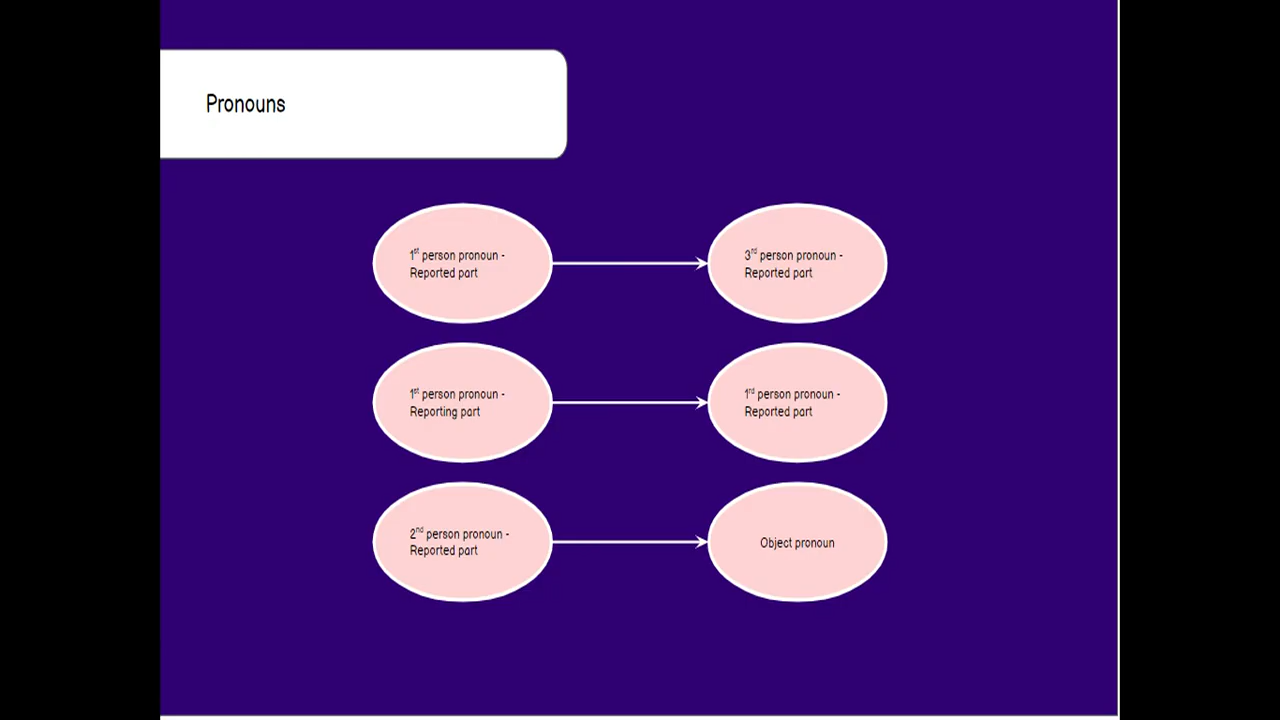 Pronouns
1st person pronoun -
Reported part
3rd person pronoun -
Reported part
1st person pronoun -
Reporting part
1rd person pronoun -
Reported part
2nd person pronoun -
Reported part
Object pronoun